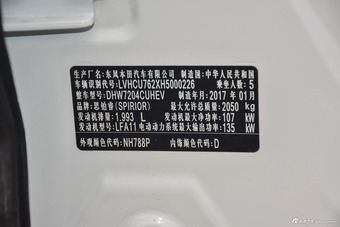 生产厂名:东风本田汽车有限公司 制造国:中华人民共和国
车辆识别代号:LVHCU762XH5000226 乘坐人数:5
整车型号:DHW7204CUHEV 制造年月:2017 年 01月
品牌:思铂睿(SPIRIOR) 最大允许总质量:2050 kg
发动机排量:1.993 L 发动机最大净功率:107 kW
发动机型号:LFA11 电动动力系统最大输出功率:135 kW
外观颜色代码:NH788P 内饰颜色代码:D